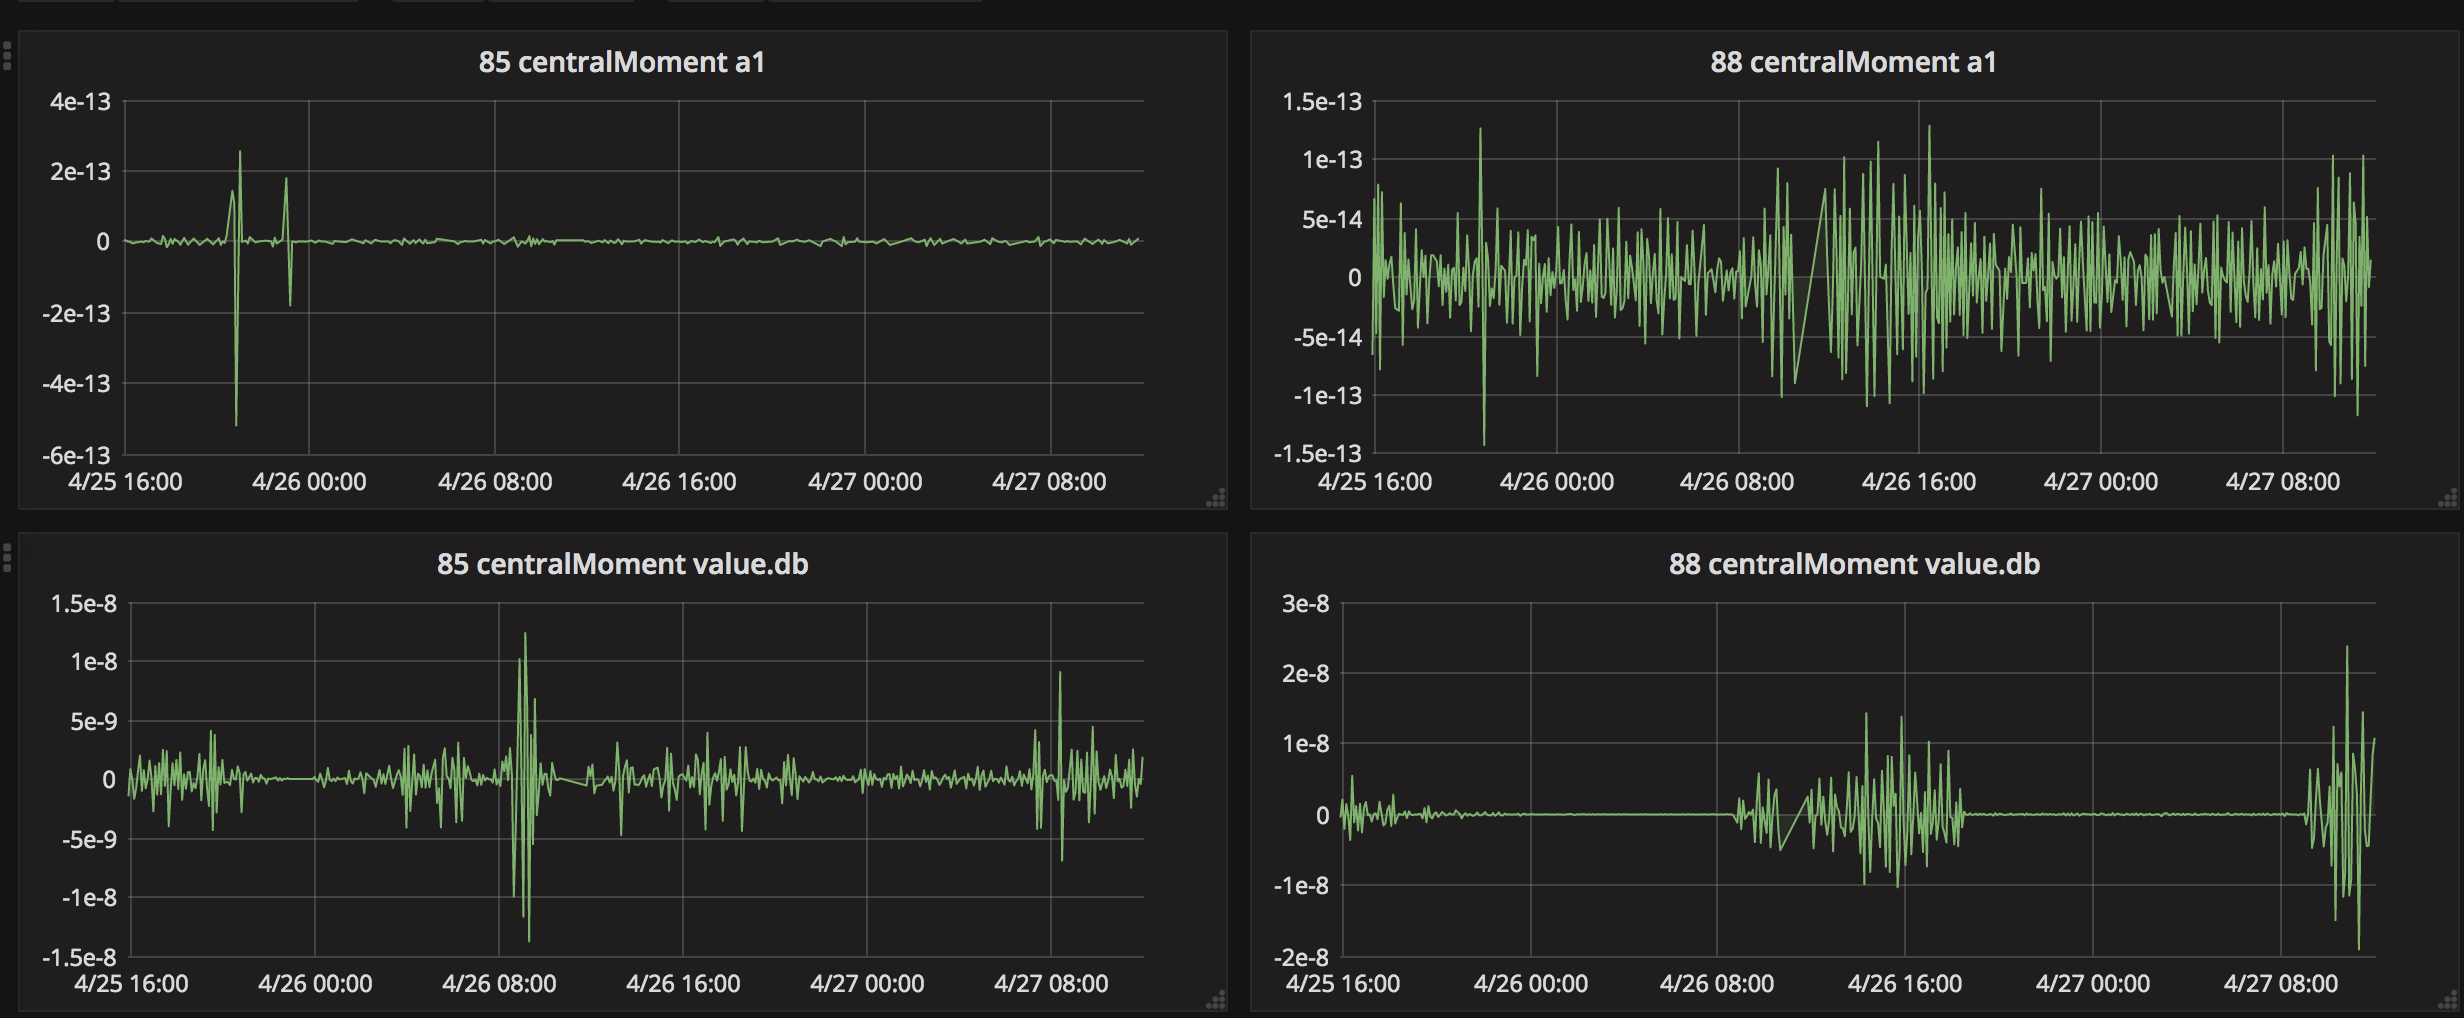 85 centralMoment a1
4e-13
2e-13
0
-2e-13
-4e-13
-6e-13
4/25 16:00 4/26 00:00 4/26 08:00 4/26 16:00 4/27 00:00 4/27 08:00
88 centralMoment a1
1.5e-13
1e-13
5e-14
0
-5e-14
-1e-13
-1.5e-13
4/25 16:00 4/26 00:00 4/26 08:00 4/26 16:00 4/27 00:00 4/27 08:00
85 centralMoment value.db
1.5e-8
1e-8
5e-9
0
-5e-9
-1e-8
-1.5e-8
4/25 16:00 4/26 00:00 4/26 08:00 4/26 16:00 4/27 00:00 4/27 08:00
88 centralMoment value.db
3e-8
2e-8
1e-8
0
-1e-8
-2e-8
4/25 16:00 4/26 00:00 4/26 08:00 4/26 16:00 4/27 00:00 4/27 08:00